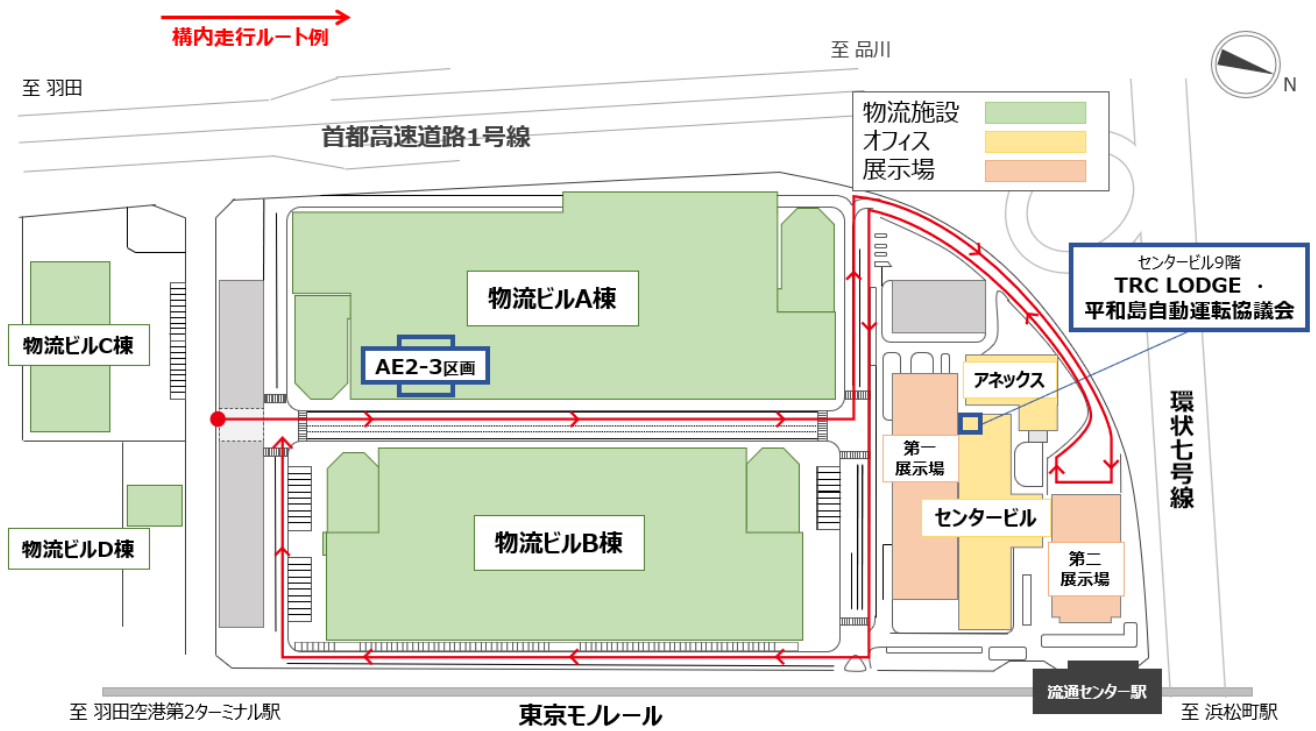 構内走行ルート例
至 品川
至 羽田
N
首都高速道路1号線
物流施設
オフィス
展示場
センタービル9階
TRC LODGE ・
平和島自動運転協議会
物流ビルA棟
物流ビルC棟
AE2-3区画
アネックス
環状七号線
第一
展示場
センタービル
物流ビルB棟
物流ビルD棟
第二
展示場
流通センター駅
至 羽田空港第2ターミナル駅
東京モノレール
至 浜松町駅